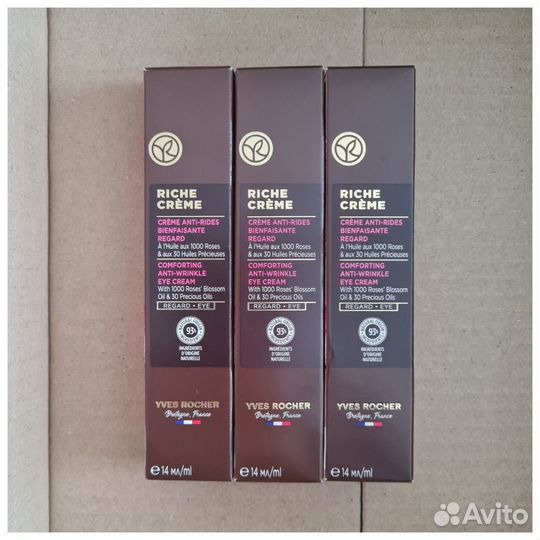 RICHE
CRÈME
CRÈME ANTI-RIDES
BIENFAISANTE
REGARD
À l'Huile aux 1000 Roses
& aux 30 Huiles Précieuses
COMFORTING
ANTI-WRINKLE
EYE CREAM
With 1000 Roses' Blossom
Oil & 30 Precious Oils
REGARD • EYE
93%
INGRÉDIENTS
D'ORIGINE
NATURELLE
YVES ROCHER
Bretagne, France
e 14 мл/ml
RICHE
CRÈME
CRÈME ANTI-RIDES
BIENFAISANTE
REGARD
À l'Huile aux 1000 Roses
& aux 30 Huiles Précieuses
COMFORTING
ANTI-WRINKLE
EYE CREAM
With 1000 Roses' Blossom
Oil & 30 Precious Oils
REGARD • EYE
93%
INGRÉDIENTS
D'ORIGINE
NATURELLE
YVES ROCHER
Bretagne, France
e 14 мл/ml
RICHE
CRÈME
CRÈME ANTI-RIDES
BIENFAISANTE
REGARD
À l'Huile aux 1000 Roses
& aux 30 Huiles Précieuses
COMFORTING
ANTI-WRINKLE
EYE CREAM
With 1000 Roses' Blossom
Oil & 30 Precious Oils
REGARD • EYE
93%
INGRÉDIENTS
D'ORIGINE
NATURELLE
YVES ROCHER
Bretagne, France
e 14 мл/ml
Avito